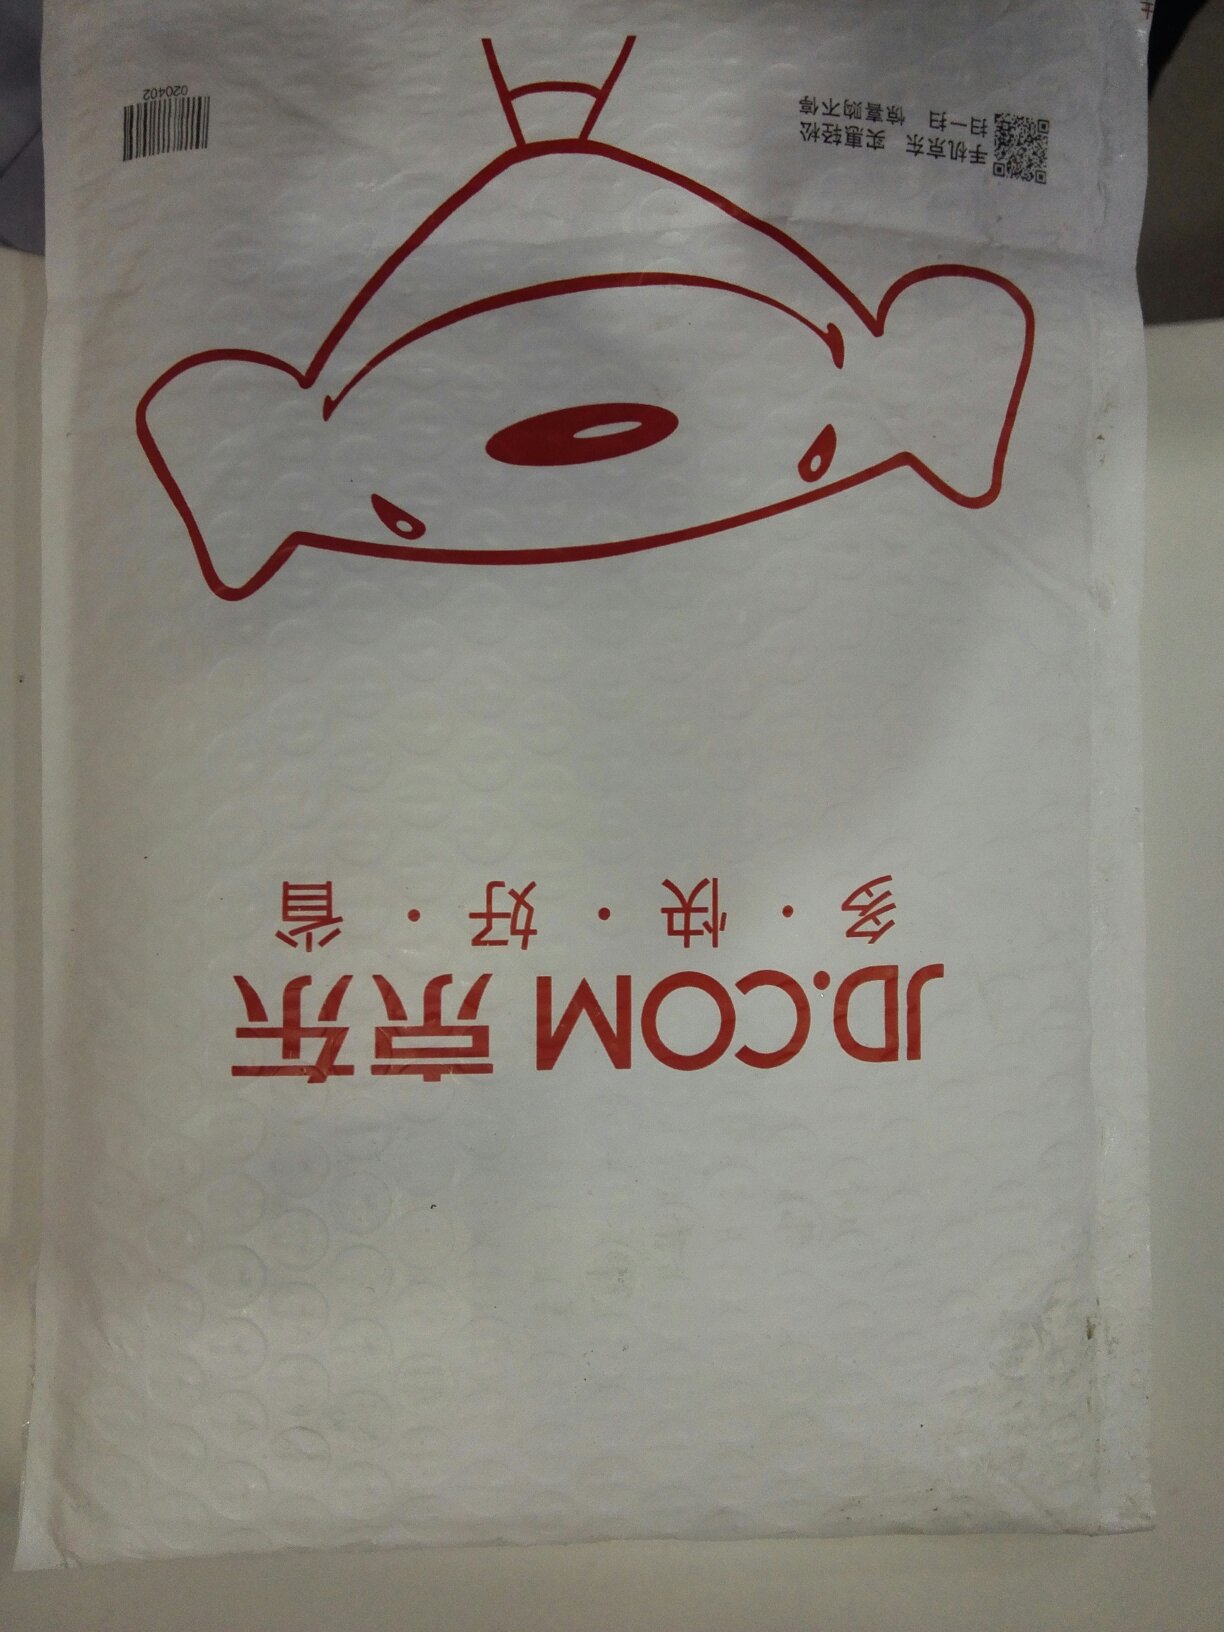 JD.COM 京东
多·快·好·省
手机京东 实惠轻松
扫一扫 惊喜购不停
020402